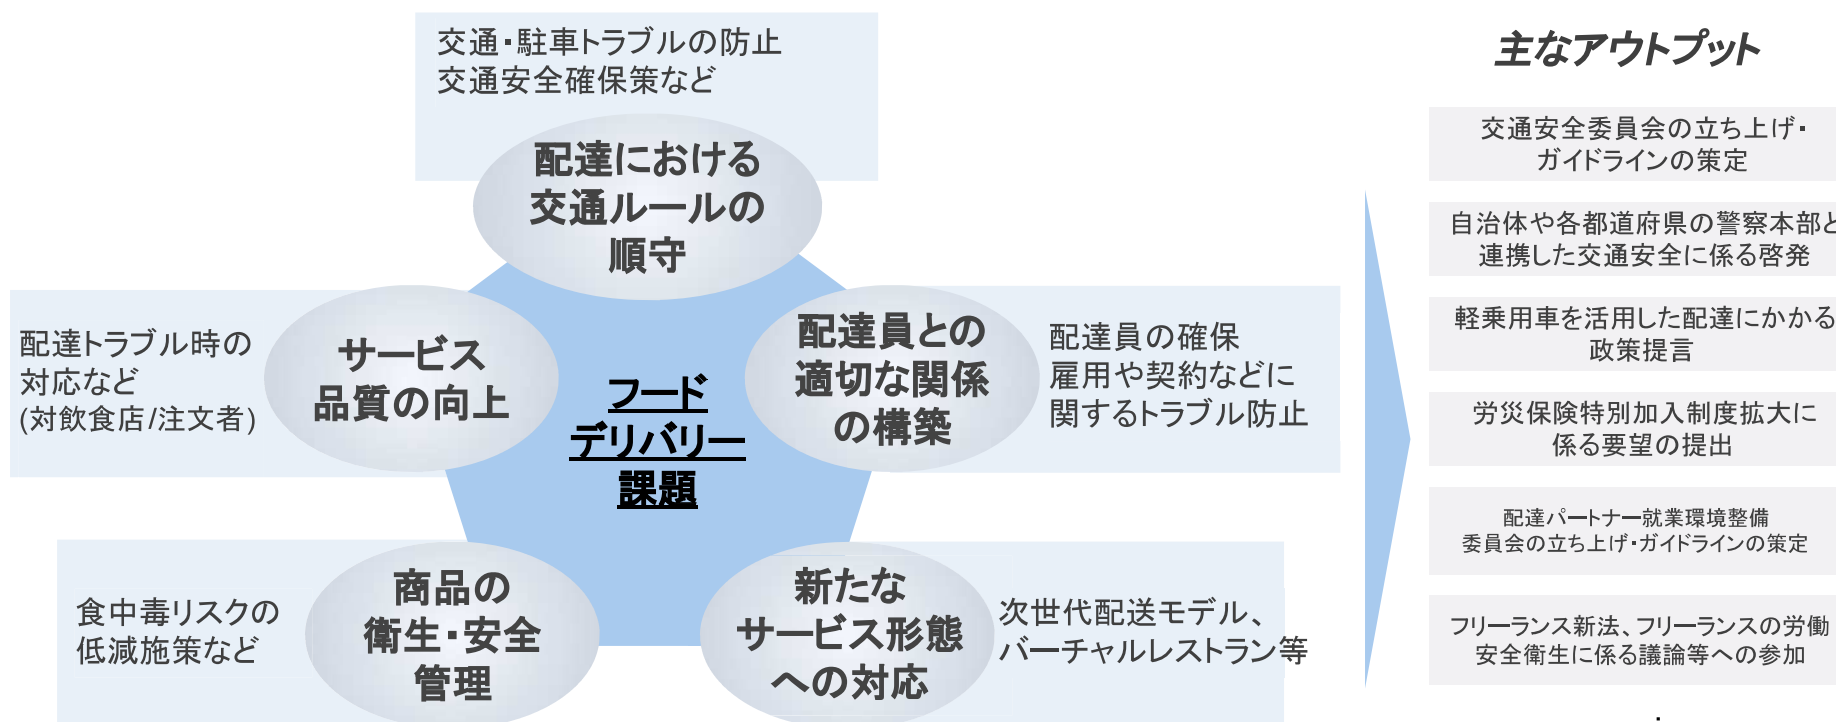 交通・駐車トラブルの防止
交通安全確保策など
配達における
交通ルールの
順守
配達トラブル時の
対応など
(対飲食店/注文者)
サービス
品質の向上
フード
デリバリー
課題
配達員との
適切な関係
の構築
配達員の確保
雇用や契約などに
関するトラブル防止
食中毒リスクの
低減施策など
商品の
衛生・安全
管理
新たな
サービス形態
への対応
次世代配送モデル、
バーチャルレストラン等
主なアウトプット
交通安全委員会の立ち上げ・
ガイドラインの策定
自治体や各都道府県の警察本部と
連携した交通安全に係る啓発
軽乗用車を活用した配達にかかる
政策提言
労災保険特別加入制度拡大に
係る要望の提出
配達パートナー就業環境整備
委員会の立ち上げ・ガイドラインの策定
フリーランス新法、フリーランスの労働
安全衛生に係る議論等への参加